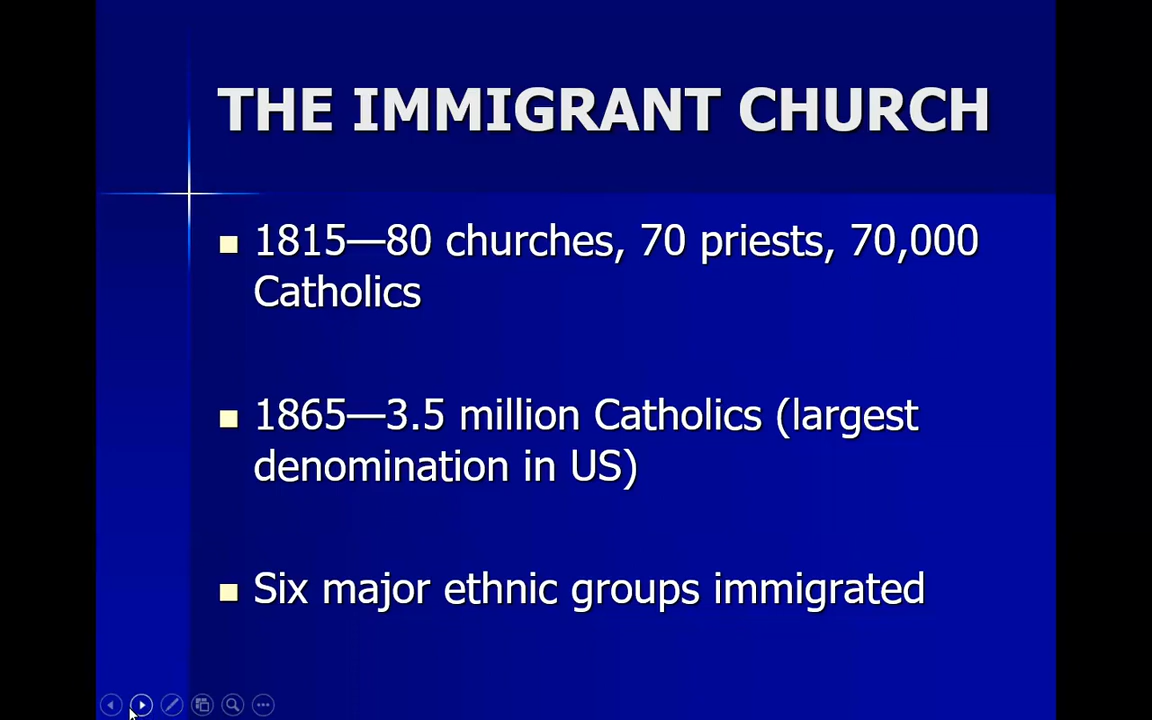 THE IMMIGRANT CHURCH
1815—80 churches, 70 priests, 70,000
Catholics
1865—3.5 million Catholics (largest
denomination in US)
Six major ethnic groups immigrated